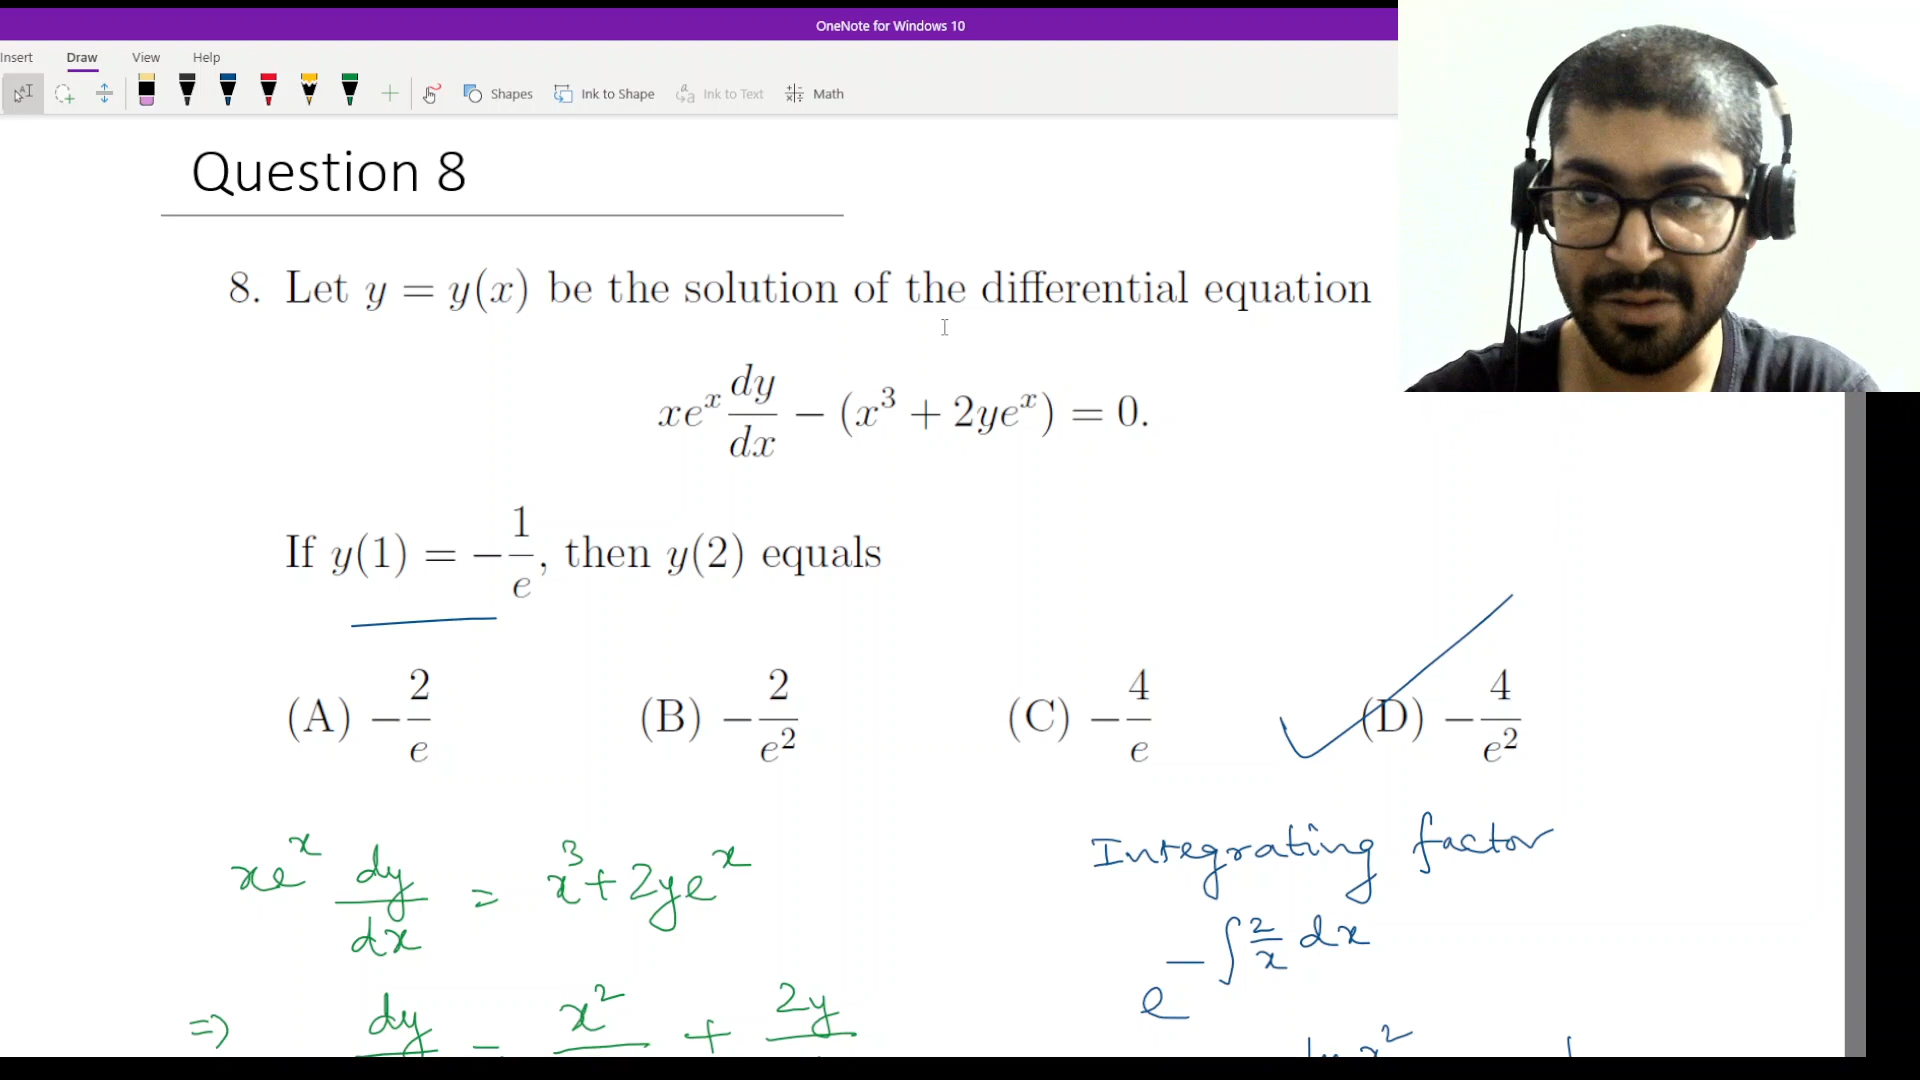 OneNote for Windows 10
Insert Draw View Help
Shapes Ink to Shape Ink to Text Math
Question 8
8. Let y = y(x) be the solution of the differential equation
xe^x dy/dx − (x^3 + 2ye^x) = 0.
If y(1) = −1/e, then y(2) equals
(A) −2/e (B) −2/e^2 (C) −4/e (D) −4/e^2
Integrating factor
xe^x dy/dx = x^3 + 2ye^x
e^−∫2/x dx
⇒ dy = x^2 + 2y
x^2